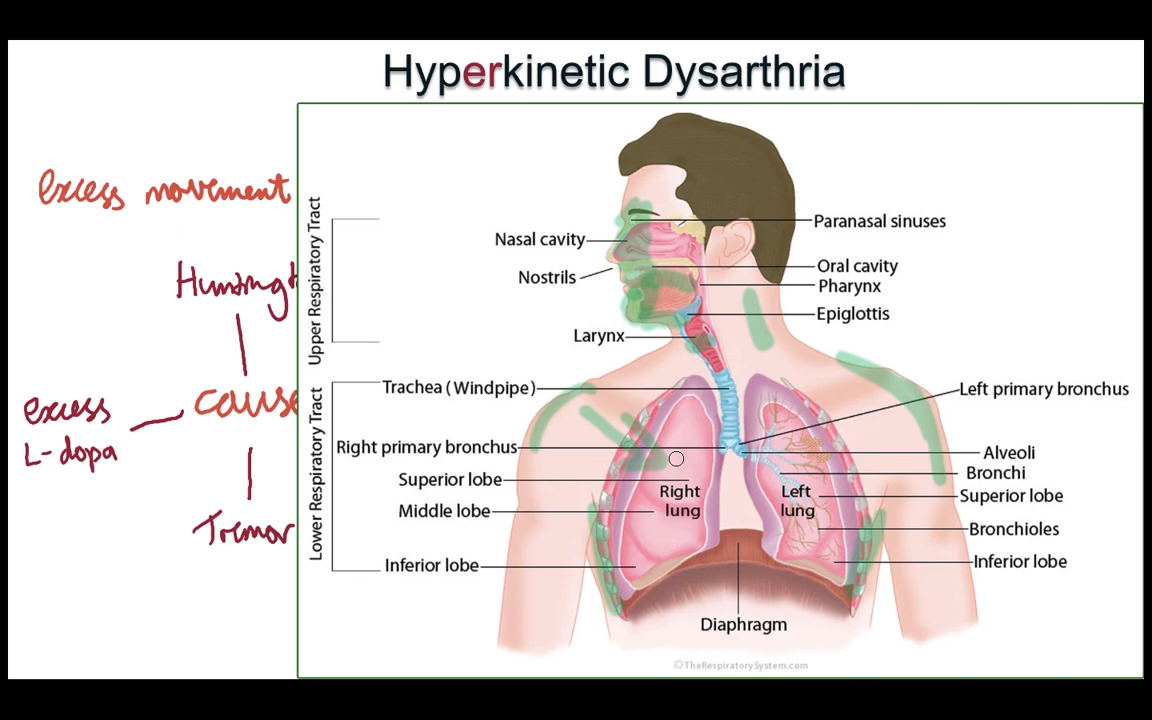 Hyperkinetic Dysarthria
excess movement
Huntingt
cause
excess
L-dopa
Tremor
Upper Respiratory Tract
Lower Respiratory Tract
Nasal cavity
Nostrils
Larynx
Paranasal sinuses
Oral cavity
Pharynx
Epiglottis
Trachea (Windpipe)
Right primary bronchus
Superior lobe
Middle lobe
Inferior lobe
Right
lung
Left
lung
Left primary bronchus
Alveoli
Bronchi
Superior lobe
Bronchioles
Inferior lobe
Diaphragm
©TheRespiratorySystem.com